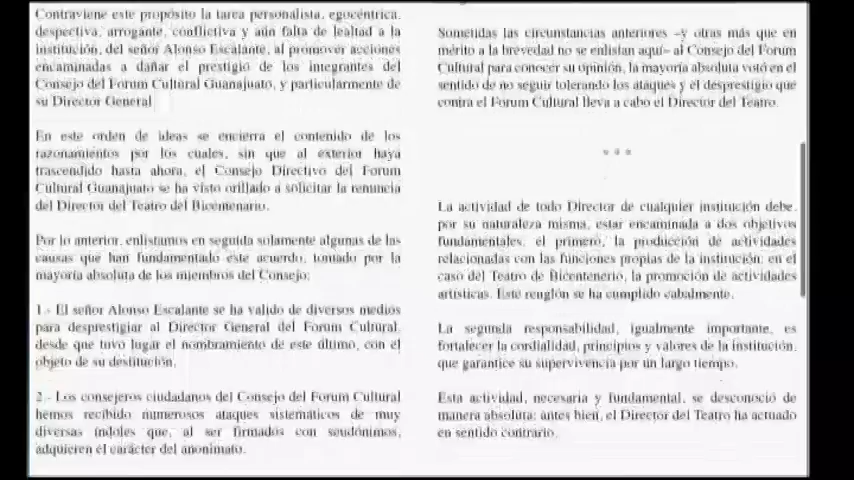 Contraviene este propósito la tarea personalista, egocéntrica,
despectiva, arrogante, conflictiva y aún falta de lealtad a la
institución, del señor Alonso Escalante, al promover acciones
encaminadas a dañar el prestigio de los integrantes del
Consejo del Forum Cultural Guanajuato, y particularmente de
su Director General
En este orden de ideas se encierra el contenido de los
razonamientos por los cuales, sin que al exterior haya
trascendido hasta ahora, el Consejo Directivo del Forum
Cultural Guanajuato se ha visto orillado a solicitar la renuncia
del Director del Teatro del Bicentenario.
Por lo anterior, enlistamos en seguida solamente algunas de las
causas que han fundamentado este acuerdo, tomado por la
mayoría absoluta de los miembros del Consejo:
1.- El señor Alonso Escalante se ha valido de diversos medios
para desprestigiar al Director General del Forum Cultural,
desde que tuvo lugar el nombramiento de este último, con el
objeto de su destitución.
2.- Los consejeros ciudadanos del Consejo del Forum Cultural
hemos recibido numerosos ataques sistemáticos de muy
diversas índoles que, al ser firmados con seudónimos,
adquieren el carácter del anonimato.
Sometidas las circunstancias anteriores –y otras más que en
mérito a la brevedad no se enlistan aquí– al Consejo del Forum
Cultural para conocer su opinión, la mayoría absoluta votó en el
sentido de no seguir tolerando los ataques y el desprestigio que
contra el Forum Cultural lleva a cabo el Director del Teatro.
* * *
La actividad de todo Director de cualquier institución debe,
por su naturaleza misma, estar encaminada a dos objetivos
fundamentales, el primero, la producción de actividades
relacionadas con las funciones propias de la institución; en el
caso del Teatro de Bicentenerio, la promoción de actividades
artísticas. Este renglón se ha cumplido cabalmente.
La segunda responsabilidad, igualmente importante, es
fortalecer la cordialidad, principios y valores de la institución,
que garantice su supervivencia por un largo tiempo.
Esta actividad, necesaria y fundamental, se desconoció de
manera absoluta; antes bien, el Director del Teatro ha actuado
en sentido contrario.